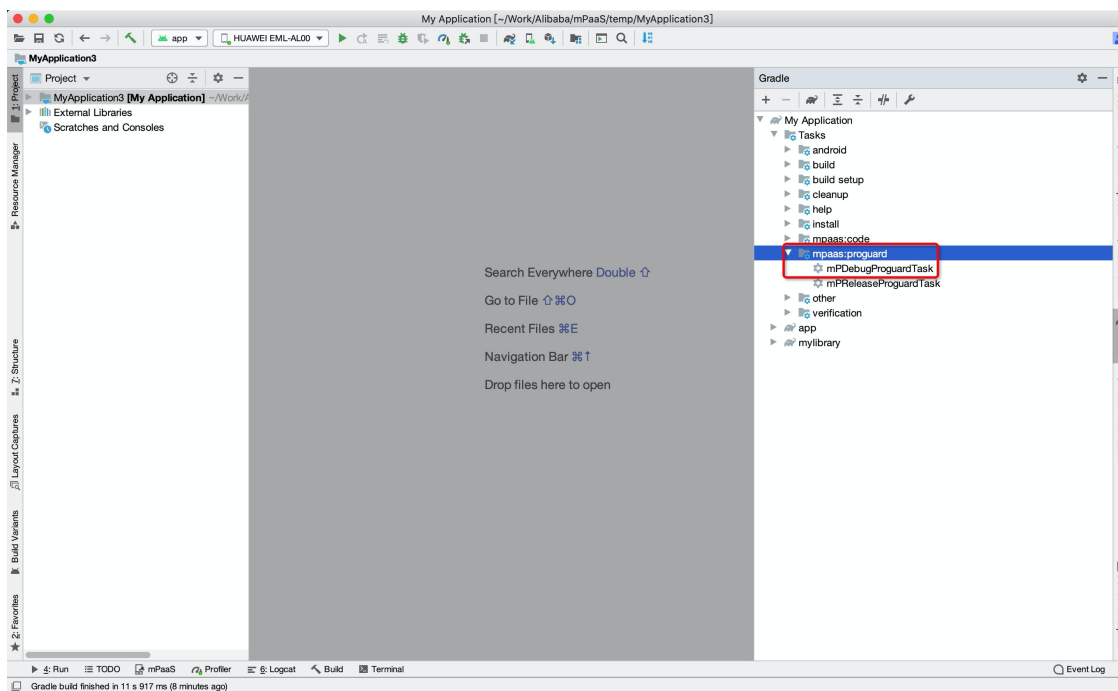 My Application [~/Work/Alibaba/mPaaS/temp/MyApplication3]
app
HUAWEI EML-AL00
MyApplication3
1: Project
Resource Manager
Z: Structure
Layout Captures
Build Variants
2: Favorites
Project
MyApplication3 [My Application] ~/Work/A
External Libraries
Scratches and Consoles
Search Everywhere Double ⇧
Go to File ⇧⌘O
Recent Files ⌘E
Navigation Bar ⌘↑
Drop files here to open
Gradle
My Application
Tasks
android
build
build setup
cleanup
help
install
mpaas:code
mpaas:proguard
mPDebugProguardTask
mPReleaseProguardTask
other
verification
app
mylibrary
4: Run
TODO
mPaaS
Profiler
6: Logcat
Build
Terminal
Event Log
Gradle build finished in 11 s 917 ms (8 minutes ago)